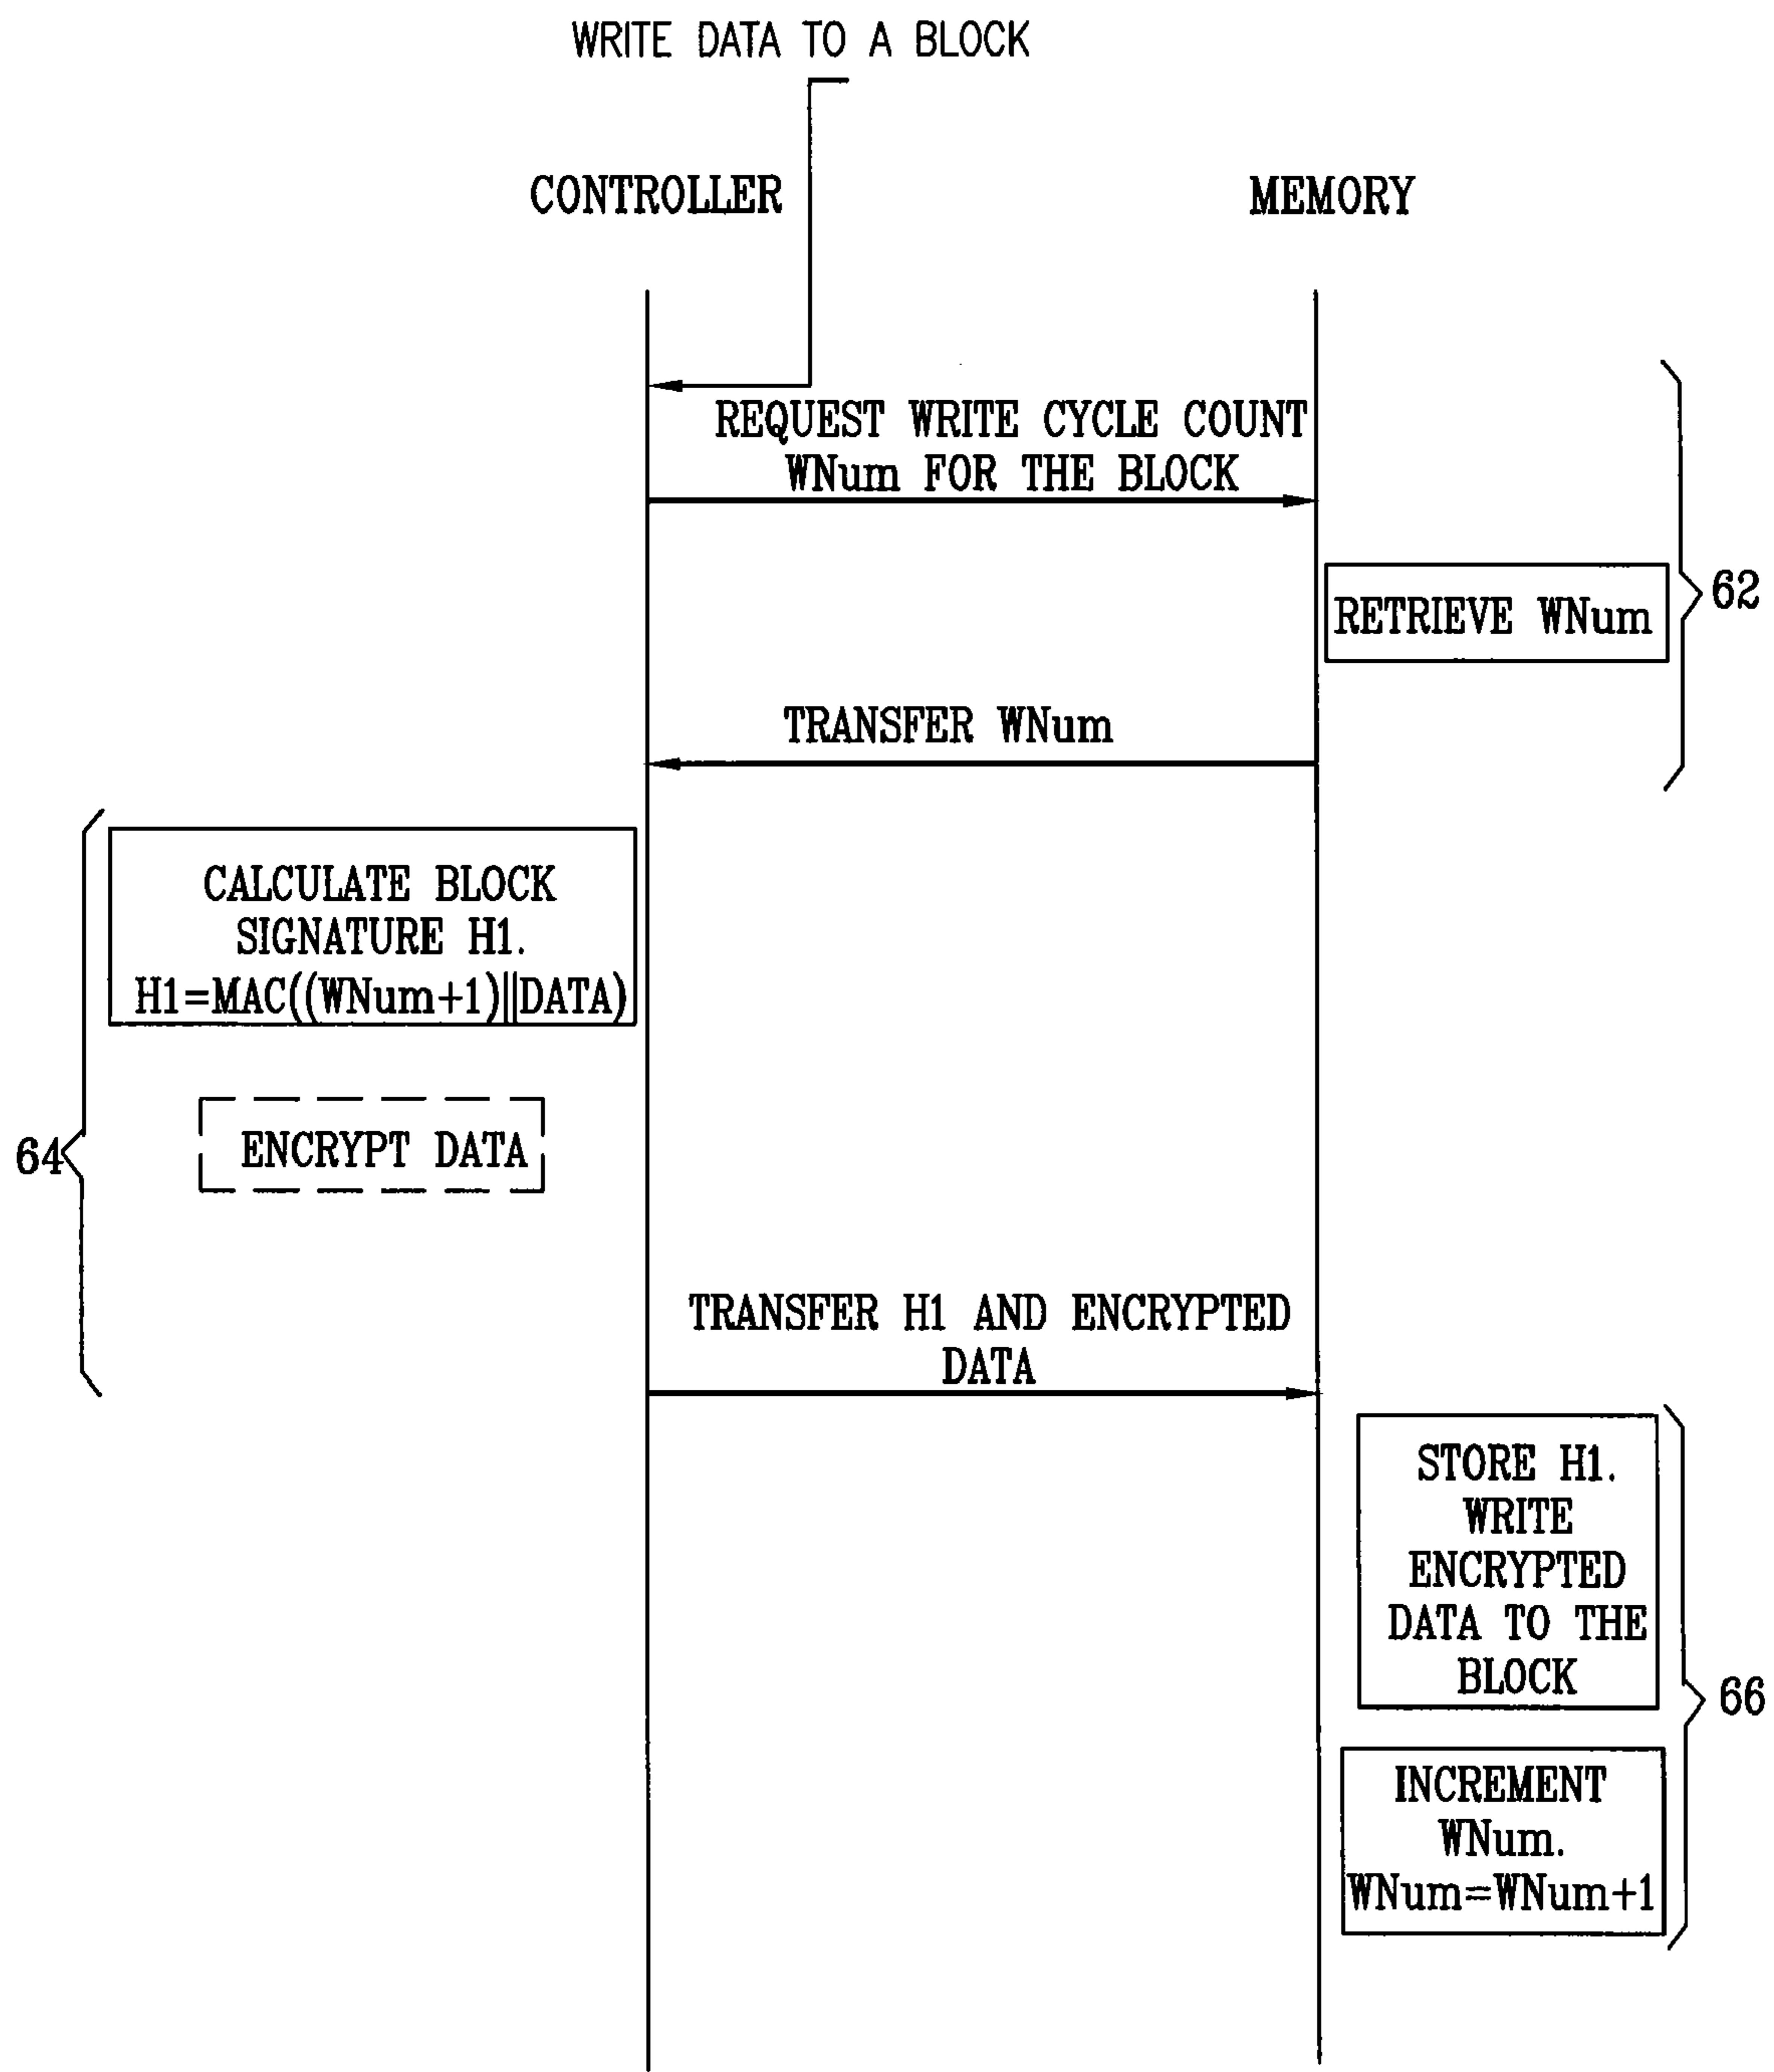 WRITE DATA TO A BLOCK
CONTROLLER
MEMORY
REQUEST WRITE CYCLE COUNT
WNum FOR THE BLOCK
RETRIEVE WNum
62
TRANSFER WNum
CALCULATE BLOCK
SIGNATURE H1.
H1=MAC((WNum+1)||DATA)
ENCRYPT DATA
64
TRANSFER H1 AND ENCRYPTED
DATA
STORE H1.
WRITE
ENCRYPTED
DATA TO THE
BLOCK
66
INCREMENT
WNum.
WNum=WNum+1